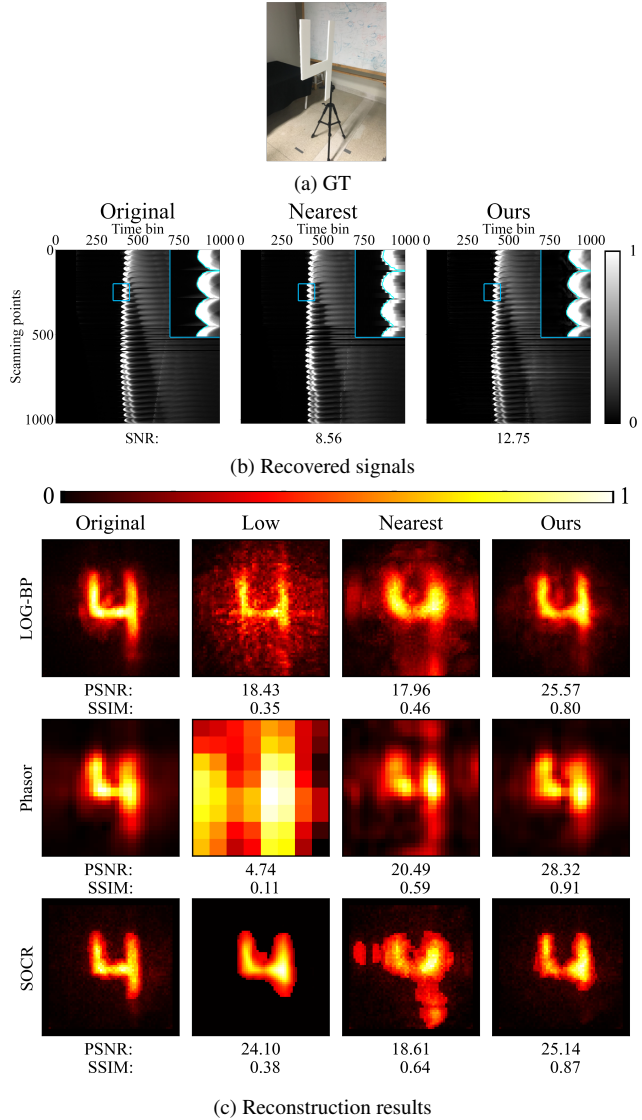 (a) GT
Original Nearest Ours
Time bin Time bin Time bin
0 250 500 750 1000 250 500 750 1000 250 500 750 1000
0
500
1000
Scanning points
1
0
SNR: 8.56 12.75
(b) Recovered signals
0 1
Original Low Nearest Ours
LOG-BP
PSNR: 18.43 17.96 25.57
SSIM: 0.35 0.46 0.80
Phasor
PSNR: 4.74 20.49 28.32
SSIM: 0.11 0.59 0.91
SOCR
PSNR: 24.10 18.61 25.14
SSIM: 0.38 0.64 0.87
(c) Reconstruction results